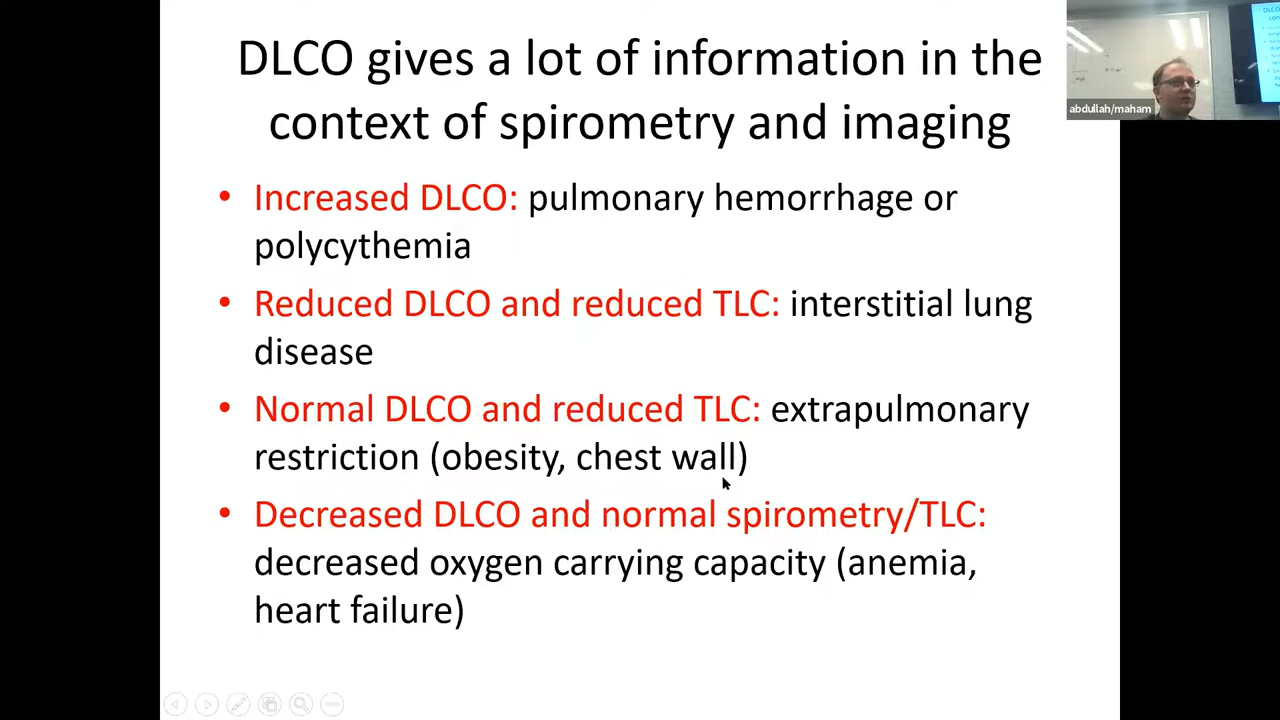 DLCO gives a lot of information in the
context of spirometry and imaging
• Increased DLCO: pulmonary hemorrhage or
polycythemia
• Reduced DLCO and reduced TLC: interstitial lung
disease
• Normal DLCO and reduced TLC: extrapulmonary
restriction (obesity, chest wall)
• Decreased DLCO and normal spirometry/TLC:
decreased oxygen carrying capacity (anemia,
heart failure)
abdullah/maham